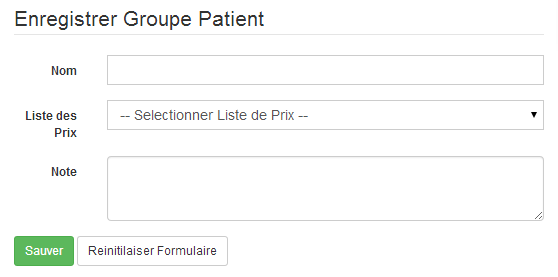 Enregistrer Groupe Patient
Nom
Liste des
Prix
-- Selectionner Liste de Prix --
Note
Sauver
Reinitilaiser Formulaire